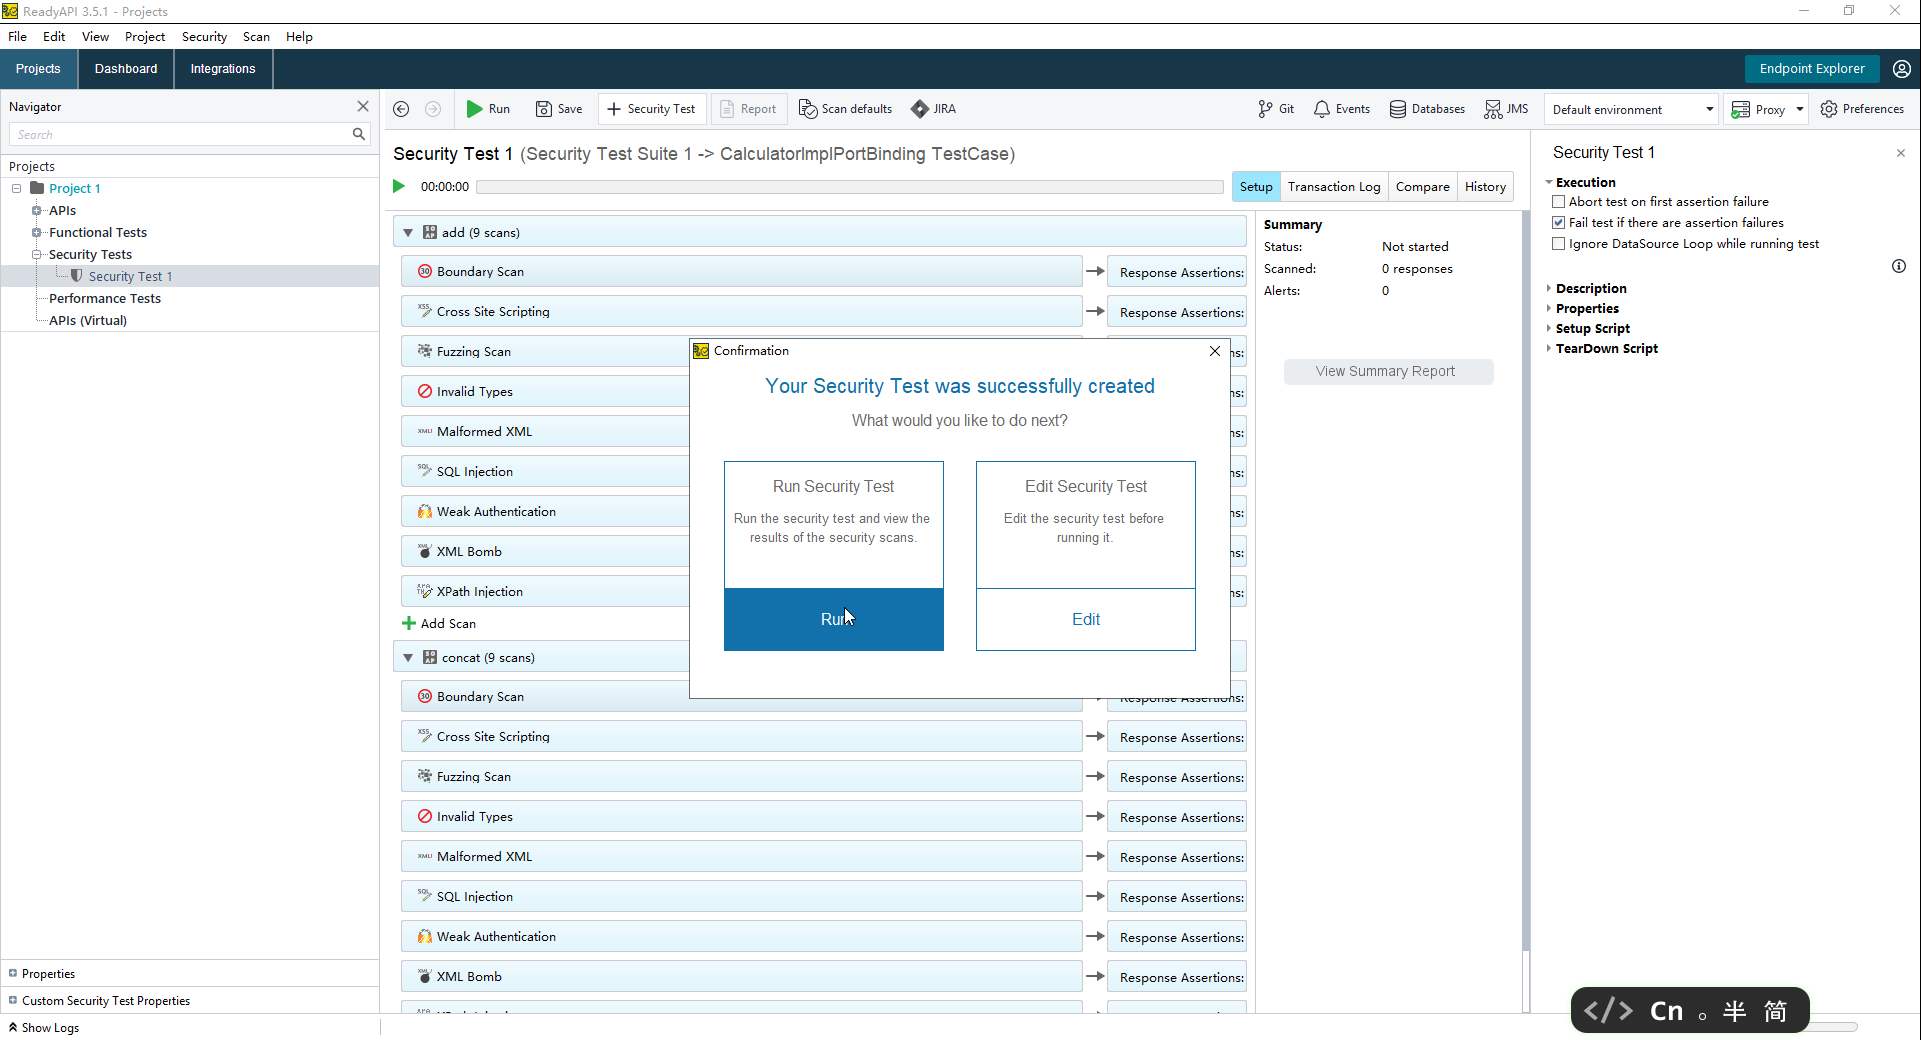 ReadyAPI 3.5.1 - Projects
File Edit View Project Security Scan Help
Projects Dashboard Integrations Endpoint Explorer
Navigator
Search
Projects
Project 1
APIs
Functional Tests
Security Tests
Security Test 1
Performance Tests
APIs (Virtual)
Properties
Custom Security Test Properties
Show Logs
Run Save Security Test Report Scan defaults JIRA Git Events Databases JMS Default environment Proxy Preferences
Security Test 1 (Security Test Suite 1 -> CalculatorImplPortBinding TestCase)
00:00:00 Setup Transaction Log Compare History
add (9 scans)
Boundary Scan Response Assertions:
Cross Site Scripting Response Assertions:
Fuzzing Scan ns:
Invalid Types ns:
Malformed XML ns:
SQL Injection ns:
Weak Authentication ns:
XML Bomb ns:
XPath Injection ns:
Add Scan
concat (9 scans)
Boundary Scan Response Assertions:
Cross Site Scripting Response Assertions:
Fuzzing Scan Response Assertions:
Invalid Types Response Assertions:
Malformed XML Response Assertions:
SQL Injection Response Assertions:
Weak Authentication Response Assertions:
XML Bomb Response Assertions:
Confirmation
Your Security Test was successfully created
What would you like to do next?
Run Security Test
Run the security test and view the
results of the security scans.
Run
Edit Security Test
Edit the security test before
running it.
Edit
Summary
Status: Not started
Scanned: 0 responses
Alerts: 0
View Summary Report
Security Test 1
Execution
Abort test on first assertion failure
Fail test if there are assertion failures
Ignore DataSource Loop while running test
Description
Properties
Setup Script
TearDown Script
</> Cn 。 半 简